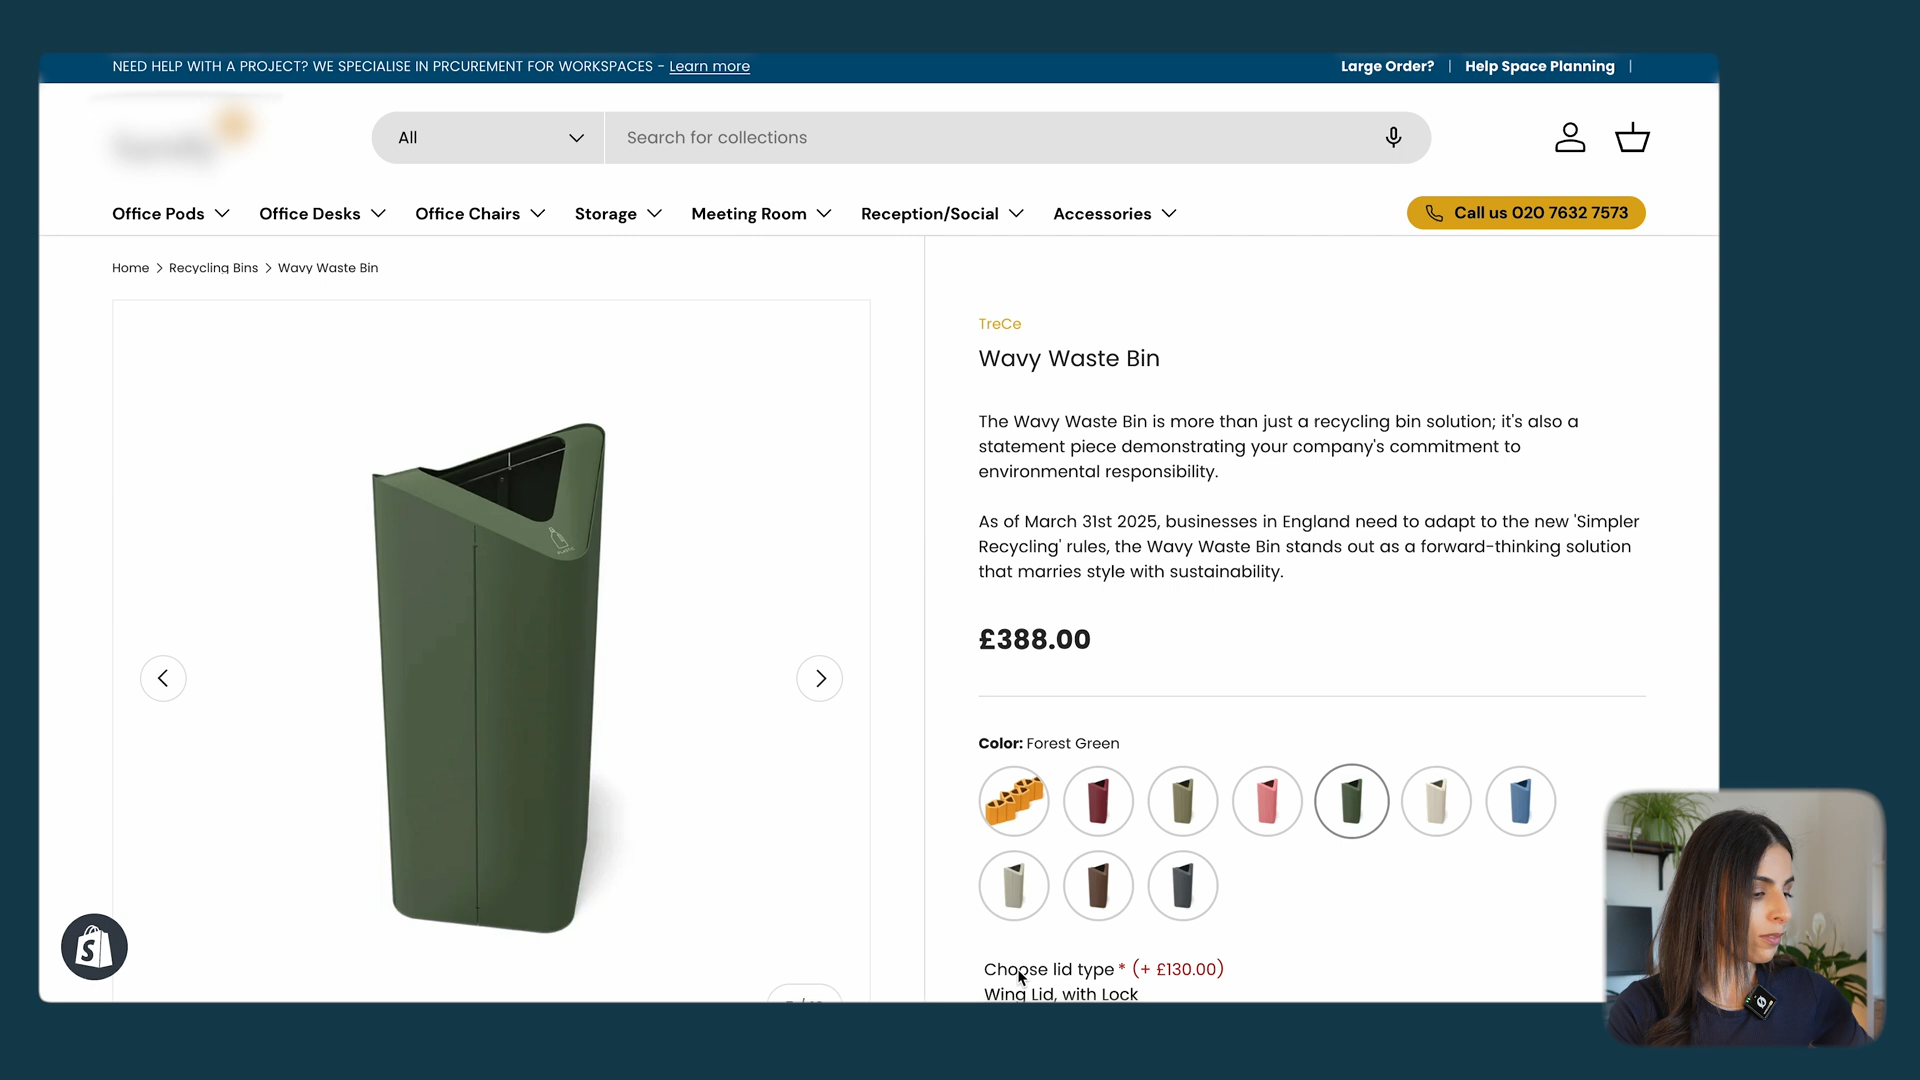 NEED HELP WITH A PROJECT? WE SPECIALISE IN PRCUREMENT FOR WORKSPACES - Learn more
Large Order? | Help Space Planning |
All
Search for collections
Office Pods
Office Desks
Office Chairs
Storage
Meeting Room
Reception/Social
Accessories
Call us 020 7632 7573
Home > Recycling Bins > Wavy Waste Bin
TreCe
Wavy Waste Bin
The Wavy Waste Bin is more than just a recycling bin solution; it's also a
statement piece demonstrating your company's commitment to
environmental responsibility.
As of March 31st 2025, businesses in England need to adapt to the new 'Simpler
Recycling' rules, the Wavy Waste Bin stands out as a forward-thinking solution
that marries style with sustainability.
£388.00
Color: Forest Green
Choose lid type * (+ £130.00)
Wing Lid, with Lock